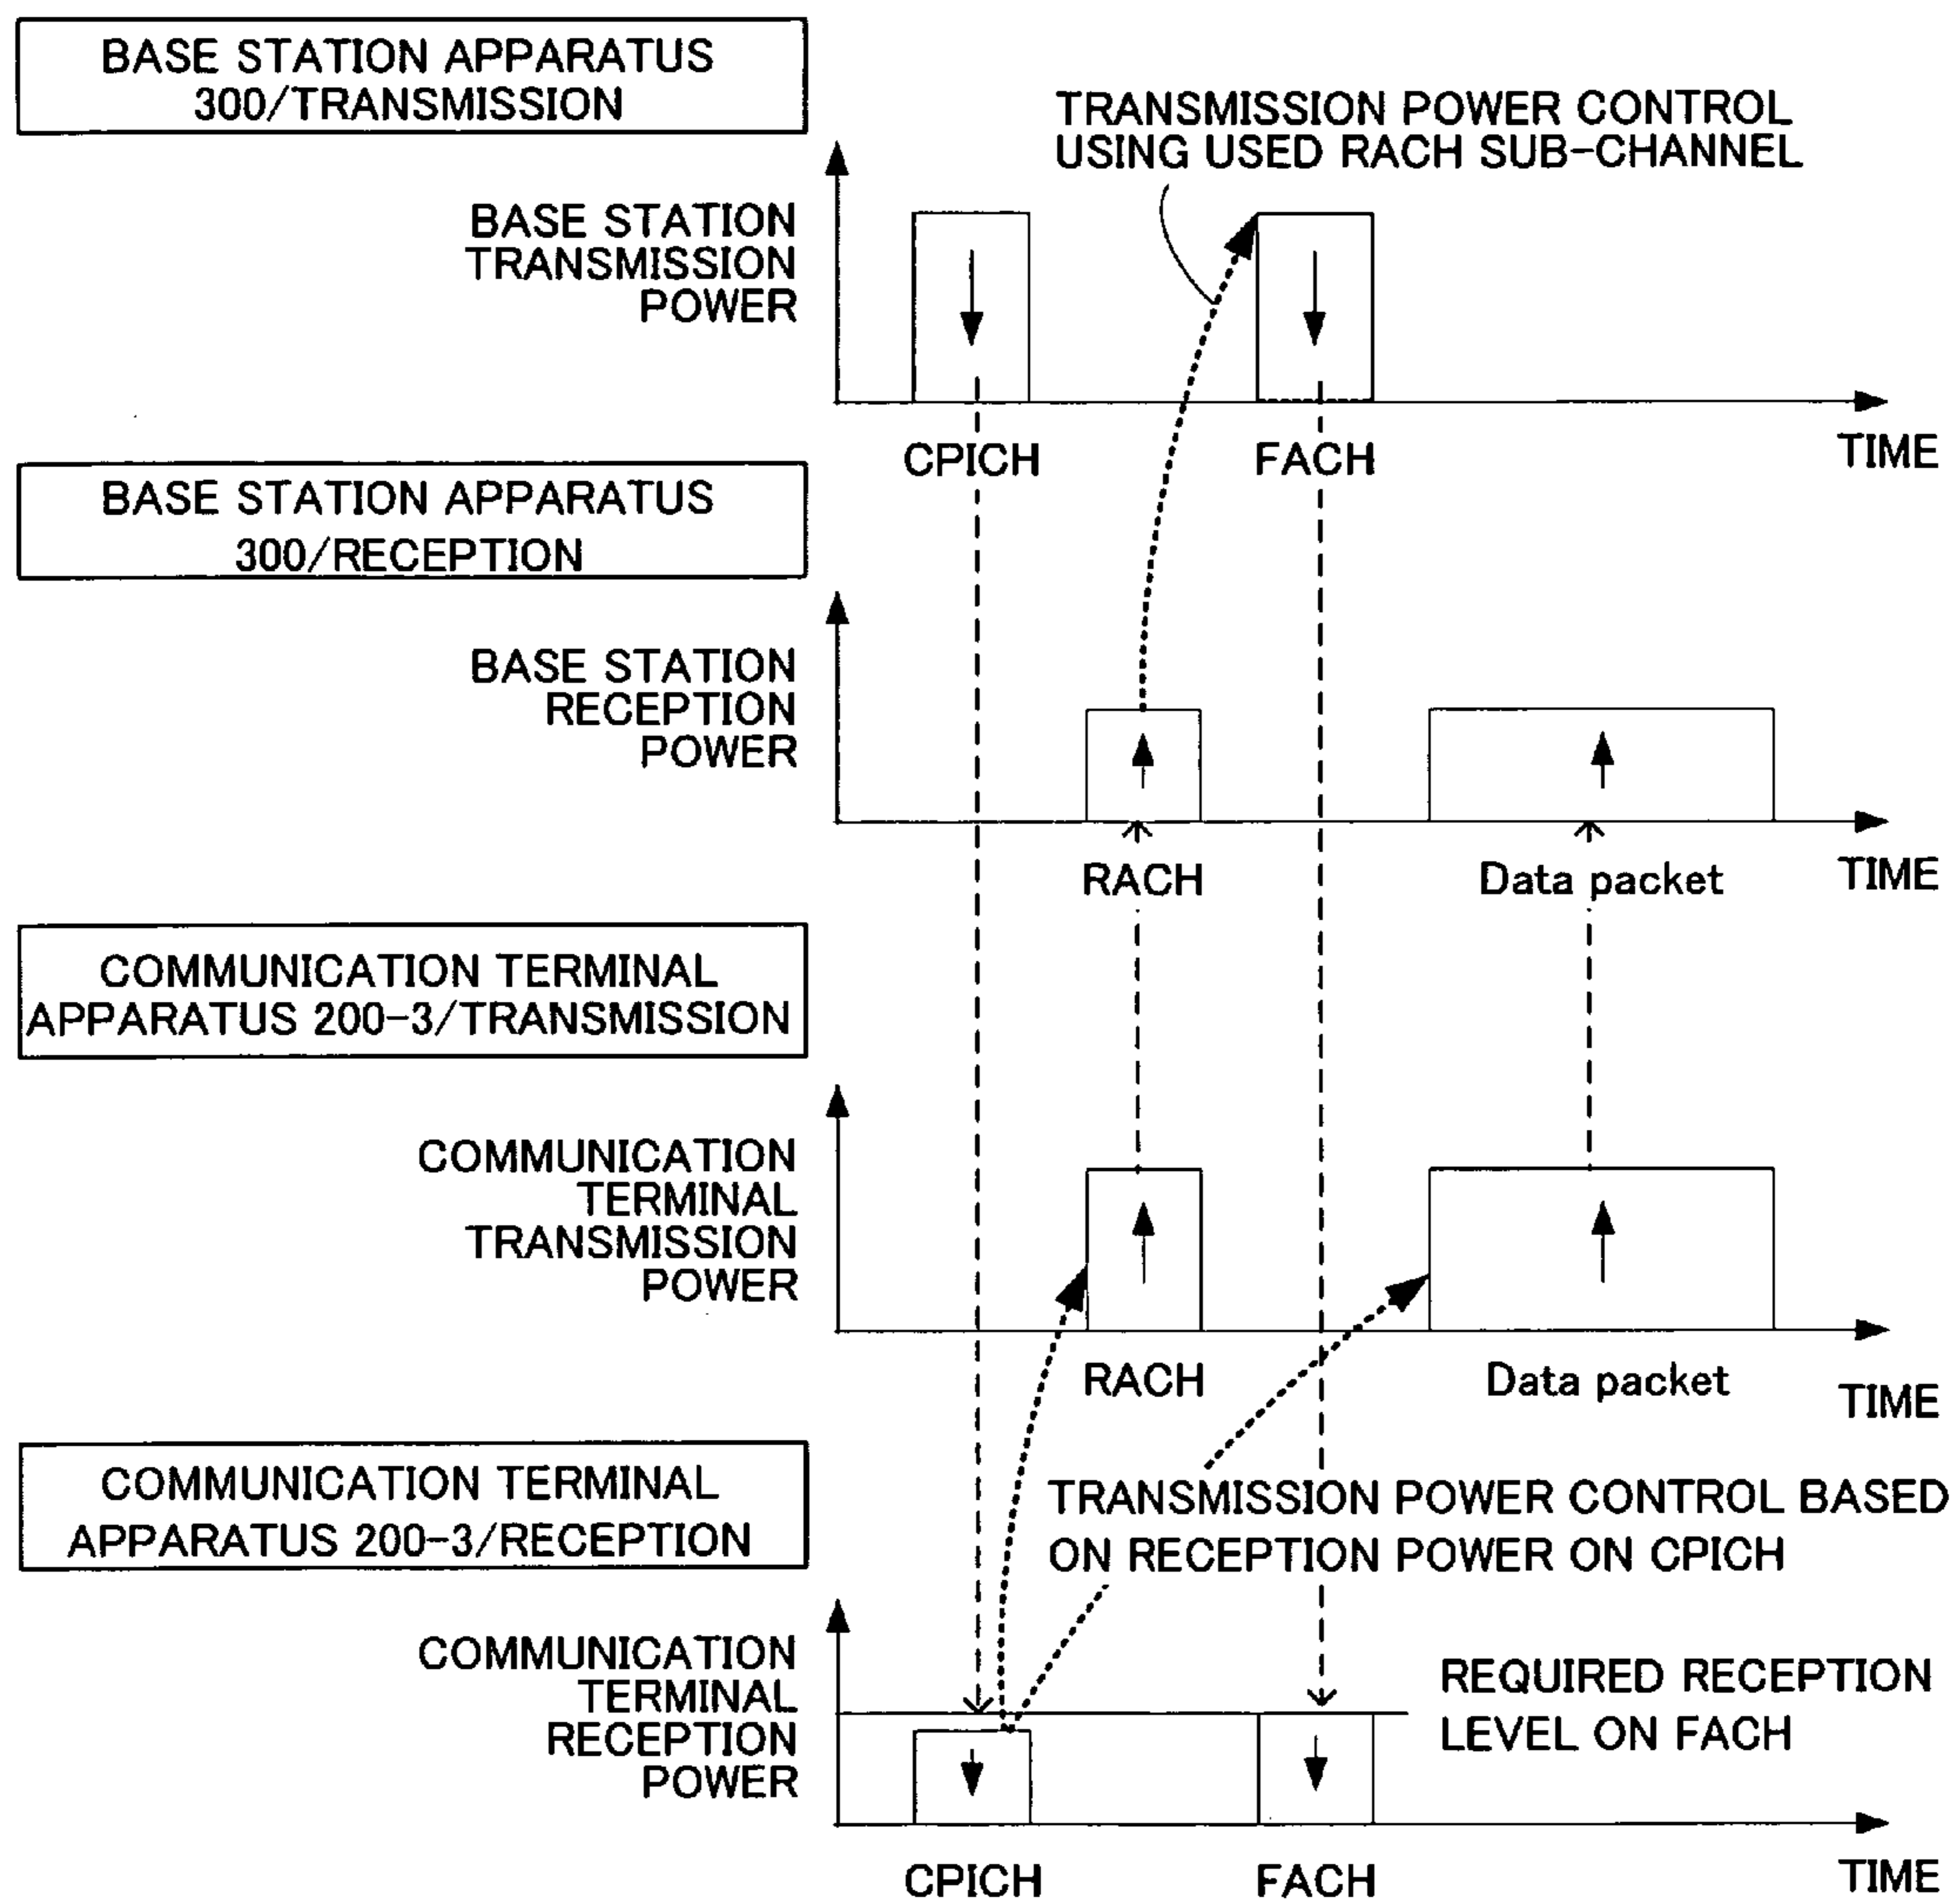 BASE STATION APPARATUS
300/TRANSMISSION
TRANSMISSION POWER CONTROL
USING USED RACH SUB-CHANNEL
BASE STATION
TRANSMISSION
POWER
CPICH
FACH
TIME
BASE STATION APPARATUS
300/RECEPTION
BASE STATION
RECEPTION
POWER
RACH
Data packet
TIME
COMMUNICATION TERMINAL
APPARATUS 200-3/TRANSMISSION
COMMUNICATION
TERMINAL
TRANSMISSION
POWER
RACH
Data packet
TIME
COMMUNICATION TERMINAL
APPARATUS 200-3/RECEPTION
TRANSMISSION POWER CONTROL BASED
ON RECEPTION POWER ON CPICH
COMMUNICATION
TERMINAL
RECEPTION
POWER
REQUIRED RECEPTION
LEVEL ON FACH
CPICH
FACH
TIME